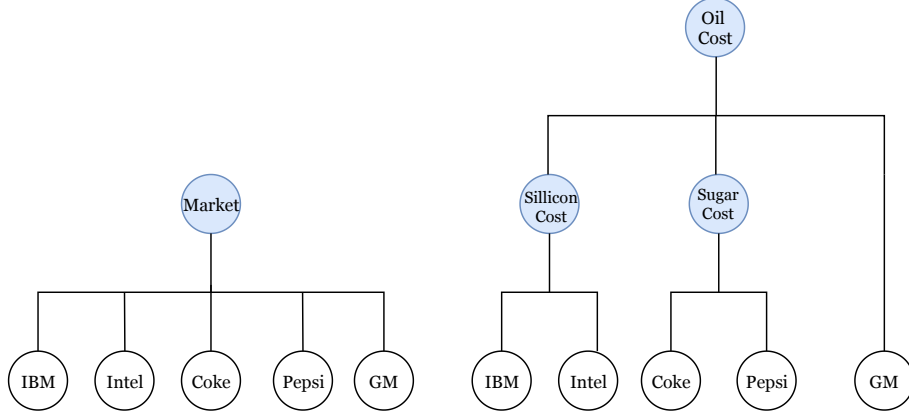 Market
IBM
Intel
Coke
Pepsi
GM
Oil
Cost
Sillicon
Cost
Sugar
Cost
IBM
Intel
Coke
Pepsi
GM